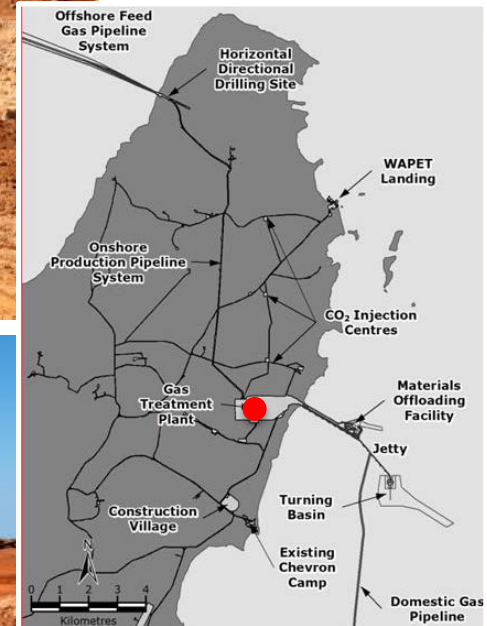 Offshore Feed
Gas Pipeline
System
Horizontal
Directional
Drilling Site
WAPET
Landing
Onshore
Production Pipeline
System
CO₂ Injection
Centres
Gas
Treatment
Plant
Materials
Offloading
Facility
Jetty
Turning
Basin
Construction
Village
Existing
Chevron
Camp
Domestic Gas
Pipeline
N
0 1 2 3 4
Kilometres